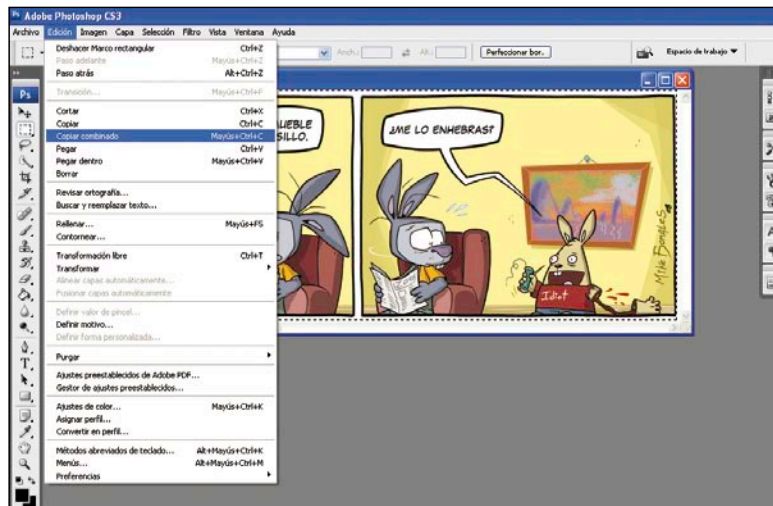 Adobe Photoshop CS3
Archivo Edición Imagen Capa Selección Filtro Vista Ventana Ayuda
Anch.: Alt.: Perfeccionar bor... Espacio de trabajo
Deshacer Marco rectangular Ctrl+Z
Paso adelante Mayús+Ctrl+Z
Paso atrás Alt+Ctrl+Z
Transición... Mayús+Ctrl+F
Cortar Ctrl+X
Copiar Ctrl+C
Copiar combinado Mayús+Ctrl+C
Pegar Ctrl+V
Pegar dentro Mayús+Ctrl+V
Borrar
Revisar ortografía...
Buscar y reemplazar texto...
Rellenar... Mayús+F5
Contornear...
Transformación libre Ctrl+T
Transformar
Alinear capas automáticamente...
Fusionar capas automáticamente
Definir valor de pincel...
Definir motivo...
Definir forma personalizada...
Purgar
Ajustes preestablecidos de Adobe PDF...
Gestor de ajustes preestablecidos...
Ajustes de color... Mayús+Ctrl+K
Asignar perfil...
Convertir en perfil...
Métodos abreviados de teclado... Alt+Mayús+Ctrl+K
Menús... Alt+Mayús+Ctrl+M
Preferencias
Ps
UEBLE
SILLO.
¿ME LO ENHEBRAS?
Idiot